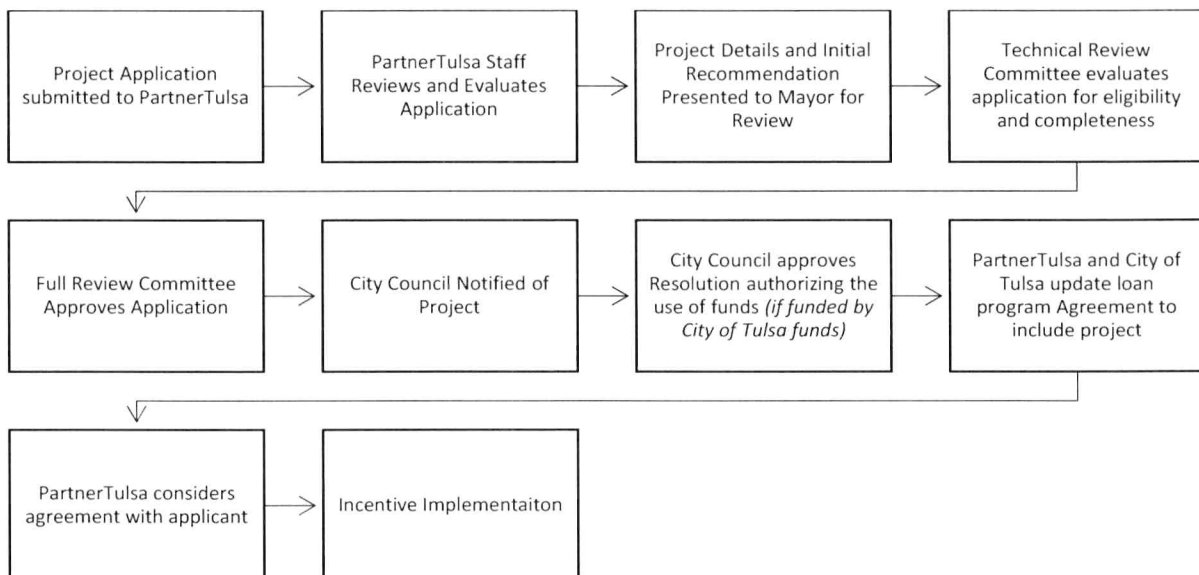 Project Application
submitted to PartnerTulsa
PartnerTulsa Staff
Reviews and Evaluates
Application
Project Details and Initial
Recommendation
Presented to Mayor for
Review
Technical Review
Committee evaluates
application for eligibility
and completeness
Full Review Committee
Approves Application
City Council Notified of
Project
City Council approves
Resolution authorizing the
use of funds (if funded by
City of Tulsa funds)
PartnerTulsa and City of
Tulsa update loan
program Agreement to
include project
PartnerTulsa considers
agreement with applicant
Incentive Implementaiton